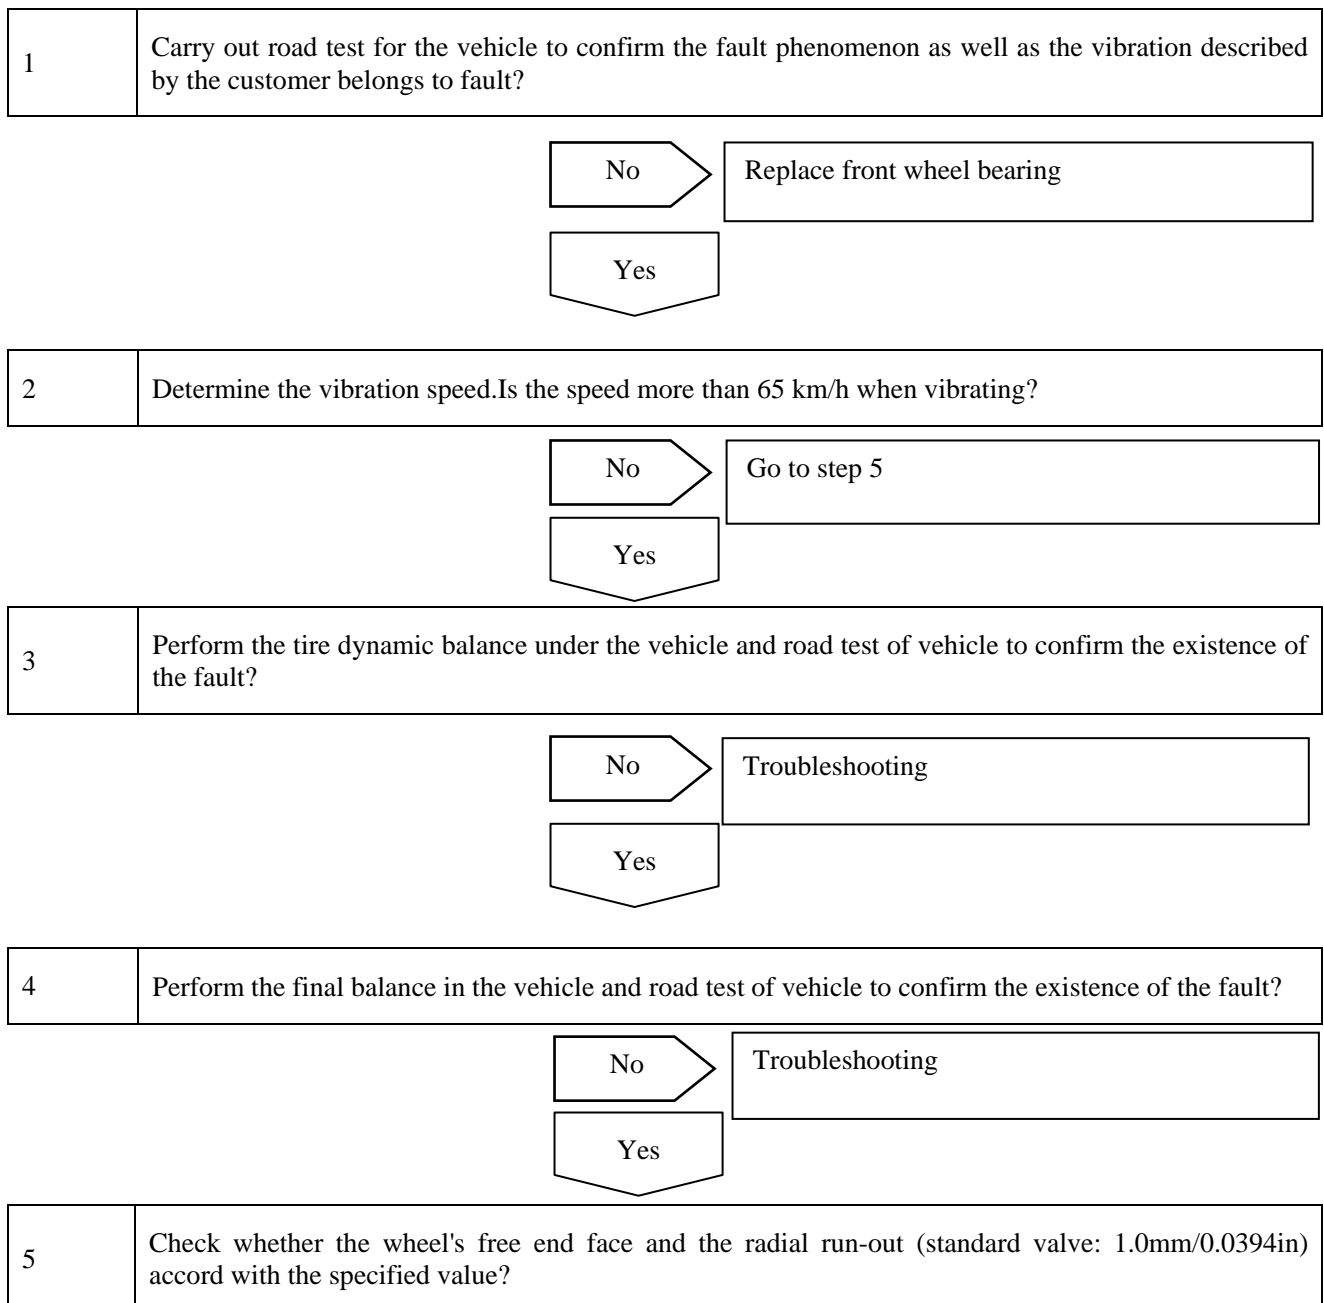 1
Carry out road test for the vehicle to confirm the fault phenomenon as well as the vibration described
by the customer belongs to fault?
No
Replace front wheel bearing
Yes
2
Determine the vibration speed.Is the speed more than 65 km/h when vibrating?
No
Go to step 5
Yes
3
Perform the tire dynamic balance under the vehicle and road test of vehicle to confirm the existence of
the fault?
No
Troubleshooting
Yes
4
Perform the final balance in the vehicle and road test of vehicle to confirm the existence of the fault?
No
Troubleshooting
Yes
5
Check whether the wheel's free end face and the radial run-out (standard valve: 1.0mm/0.0394in)
accord with the specified value?